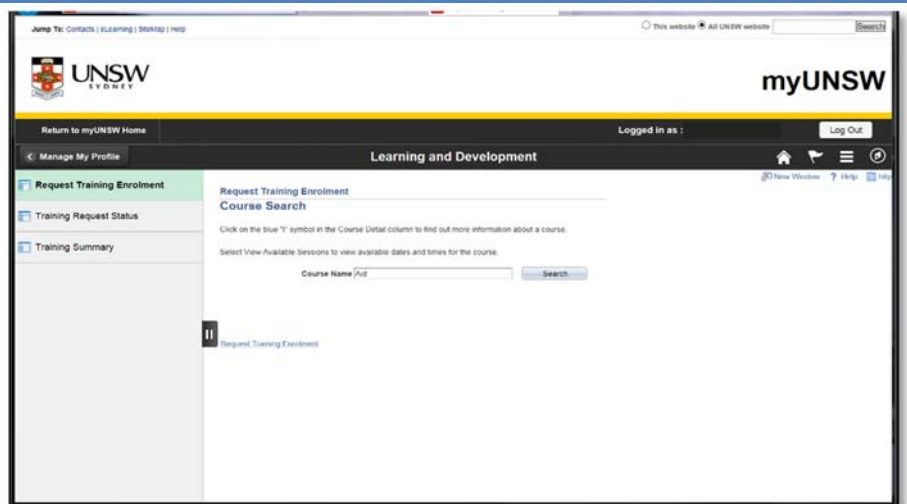 Jump To: Contacts | eLearning | SiteMap | Help
This website All UNSW website Search
UNSW
SYDNEY
myUNSW
Return to myUNSW Home Logged in as : Log Out
Manage My Profile Learning and Development
New Window ? Help http
Request Training Enrolment
Training Request Status
Training Summary
Request Training Enrolment
Course Search
Click on the blue "i" symbol in the Course Detail column to find out more information about a course.
Select View Available Sessions to view available dates and times for the course.
Course Name Aid Search
Request Training Enrolment